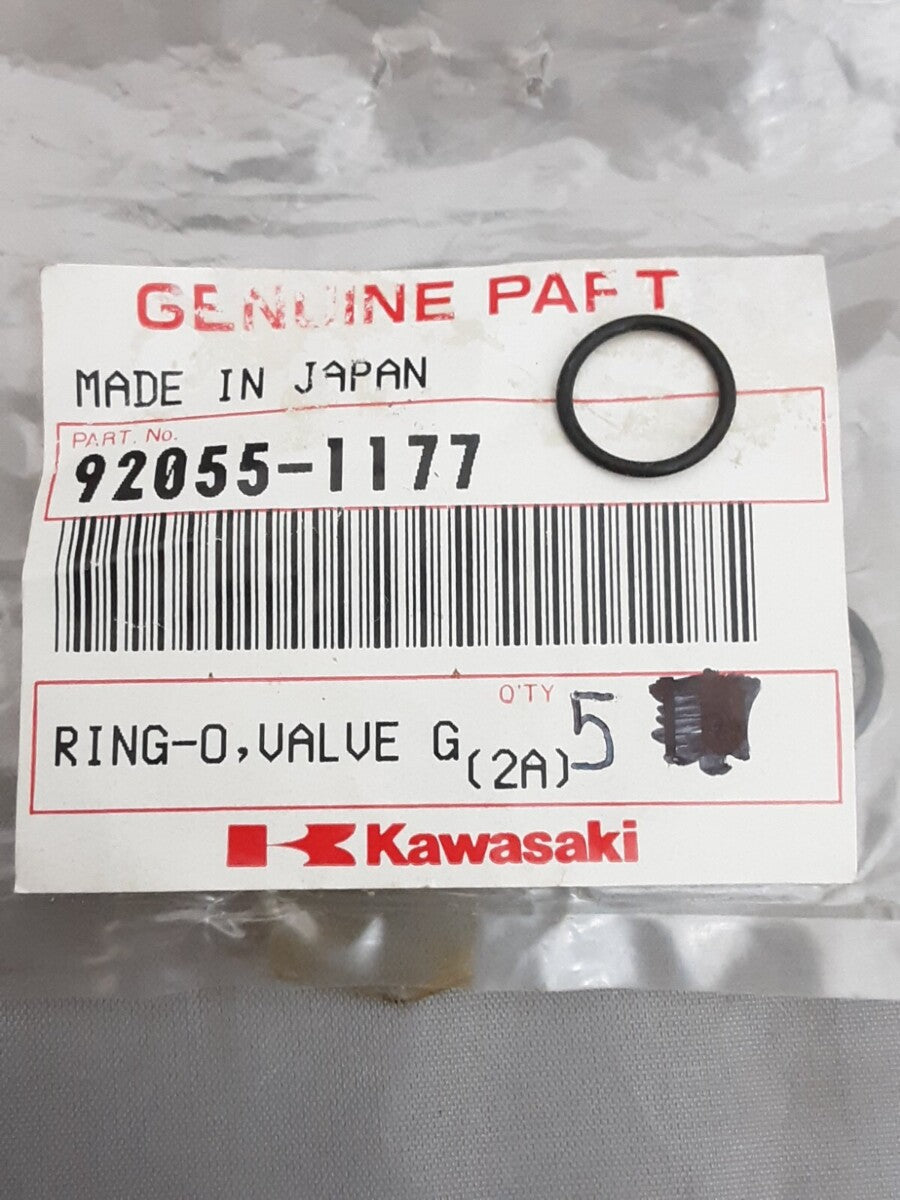 GENUINE PART
MADE IN JAPAN
PART. No.
92055-1177
Q'TY
RING-O,VALVE G (2A) 5
Kawasaki